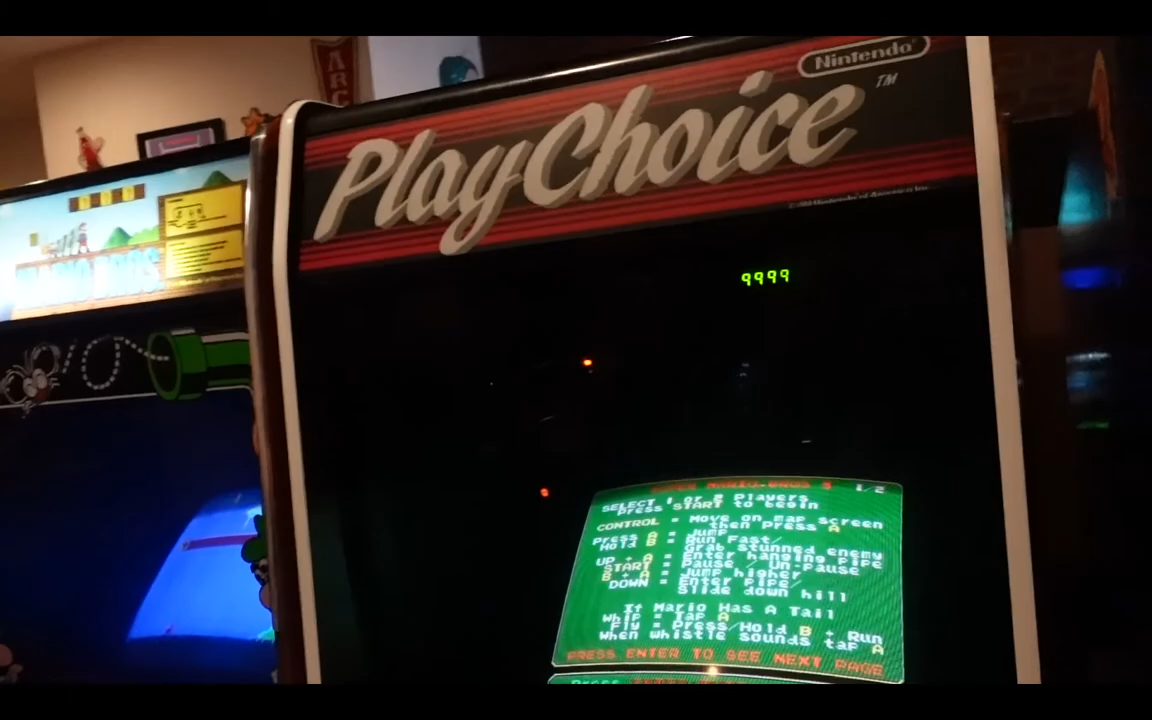 ARC
Nintendo
PlayChoice
TM
9999
MARIO BROS 3 1/2
SELECT 1 or 2 Players
Press START to begin
CONTROL = Move on map screen
then press A
Press A = Jump
Hold B = Run Fast/
Grab stunned enemy
UP + A = Enter hanging pipe
START = Pause / Un-pause
B + A = Jump higher
DOWN = Enter pipe/
Slide down hill
If Mario Has A Tail
Whip = Tap A
Fly = Press/Hold B + Run
When whistle sounds tap A
PRESS ENTER TO SEE NEXT PAGE